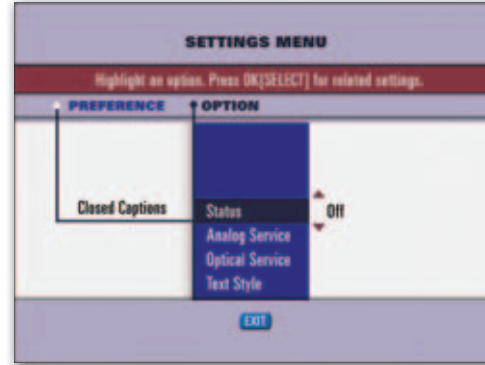 SETTINGS MENU
Highlight an option. Press OK[SELECT] for related settings.
PREFERENCE OPTION
Closed Captions Status Off
Analog Service
Optical Service
Text Style
EXIT